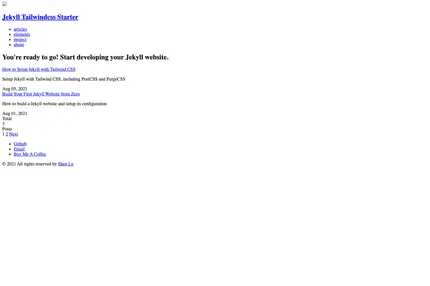 Jekyll Tailwindcss Starter
articles
elements
project
about
You're ready to go! Start developing your Jekyll website.
How to Setup Jekyll with Tailwind CSS
Setup Jekyll with Tailwind CSS, including PostCSS and PurgeCSS
Aug 05, 2021
Build Your First Jekyll Website from Zero
How to build a Jekyll website and setup its configuration
Aug 01, 2021
Total
3
Posts
1 2 Next
Github
Email
Buy Me A Coffee
© 2021 All rights reserved by Shen Lu